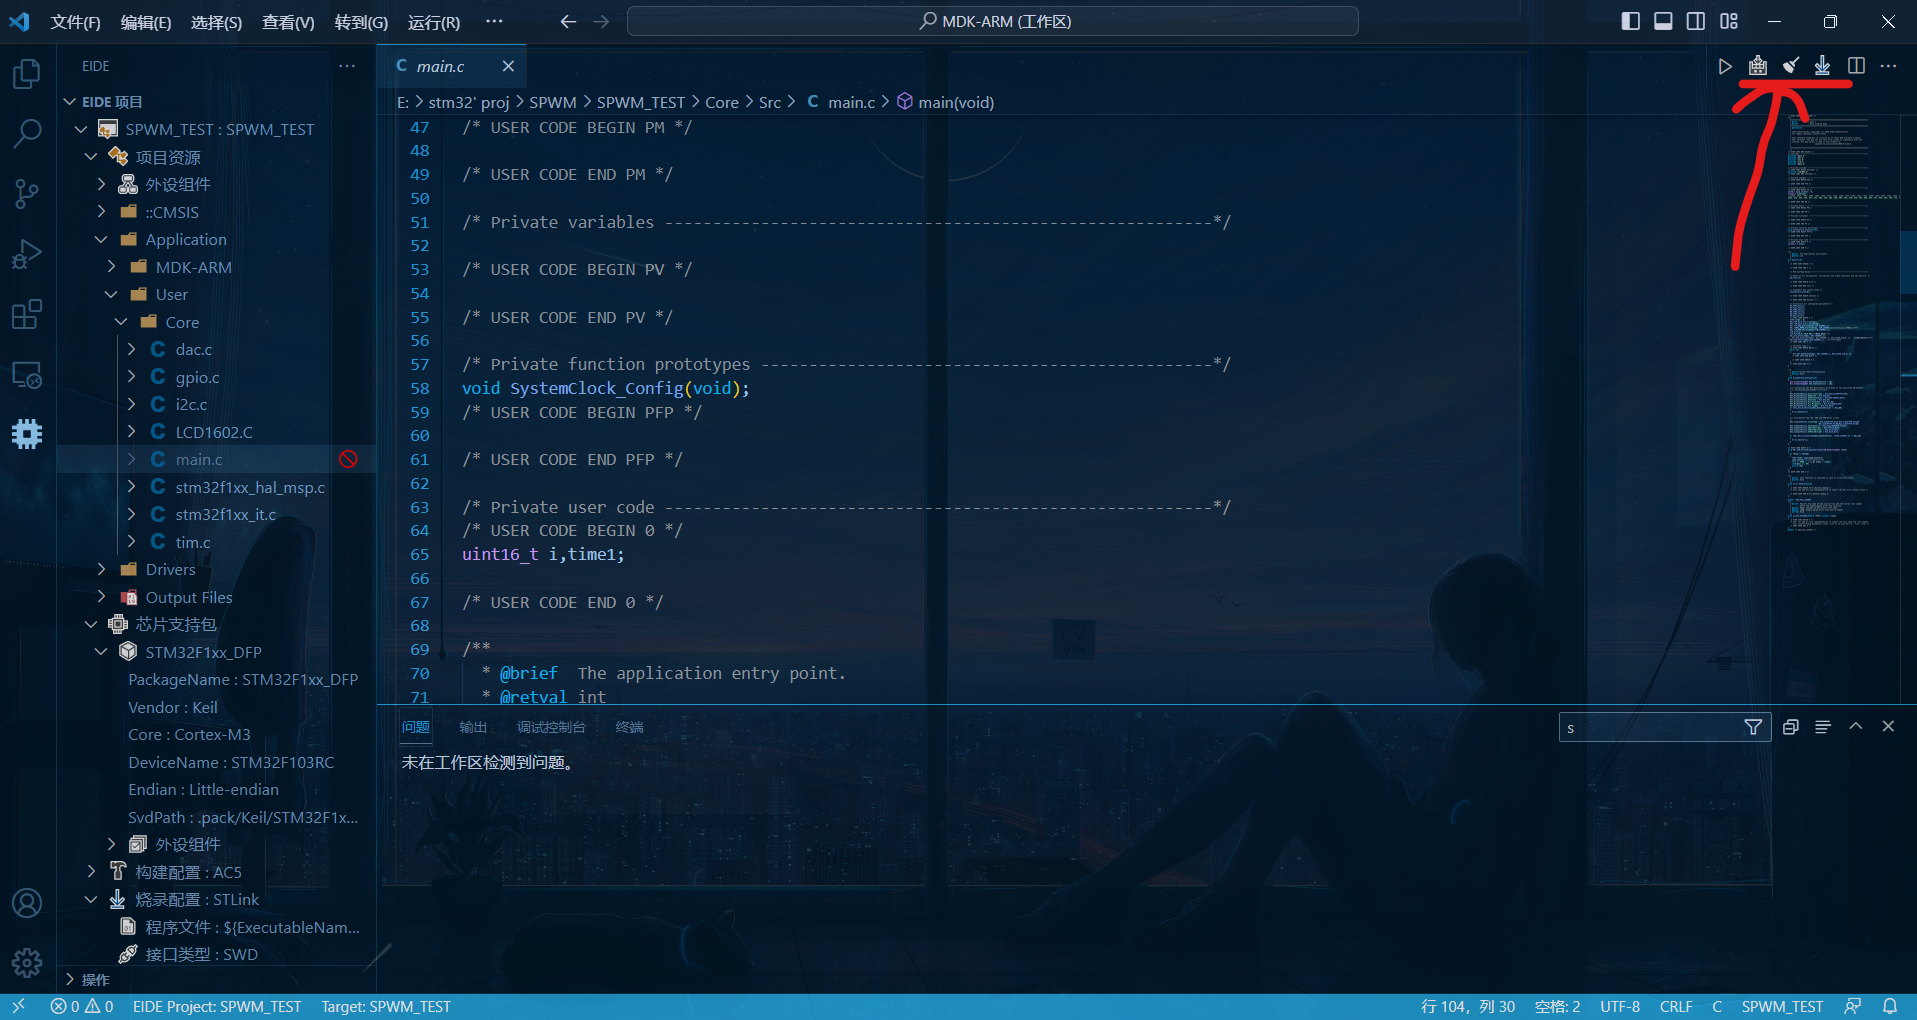 文件(F) 编辑(E) 选择(S) 查看(V) 转到(G) 运行(R) ··· MDK-ARM (工作区)
EIDE ···
EIDE 项目
SPWM_TEST : SPWM_TEST
项目资源
外设组件
::CMSIS
Application
MDK-ARM
User
Core
dac.c
gpio.c
i2c.c
LCD1602.C
main.c
stm32f1xx_hal_msp.c
stm32f1xx_it.c
tim.c
Drivers
Output Files
芯片支持包
STM32F1xx_DFP
PackageName : STM32F1xx_DFP
Vendor : Keil
Core : Cortex-M3
DeviceName : STM32F103RC
Endian : Little-endian
SvdPath : .pack/Keil/STM32F1x...
外设组件
构建配置 : AC5
烧录配置 : STLink
程序文件 : ${ExecutableNam...
接口类型 : SWD
操作
C main.c
E: > stm32' proj > SPWM > SPWM_TEST > Core > Src > C main.c > main(void)
47 /* USER CODE BEGIN PM */
48
49 /* USER CODE END PM */
50
51 /* Private variables ---------------------------------------------------------*/
52
53 /* USER CODE BEGIN PV */
54
55 /* USER CODE END PV */
56
57 /* Private function prototypes -----------------------------------------------*/
58 void SystemClock_Config(void);
59 /* USER CODE BEGIN PFP */
60
61 /* USER CODE END PFP */
62
63 /* Private user code ---------------------------------------------------------*/
64 /* USER CODE BEGIN 0 */
65 uint16_t i,time1;
66
67 /* USER CODE END 0 */
68
69 /**
70 * @brief The application entry point.
71 * @retval int
问题 输出 调试控制台 终端 s
未在工作区检测到问题。
0 0 EIDE Project: SPWM_TEST Target: SPWM_TEST 行 104，列 30 空格: 2 UTF-8 CRLF C SPWM_TEST